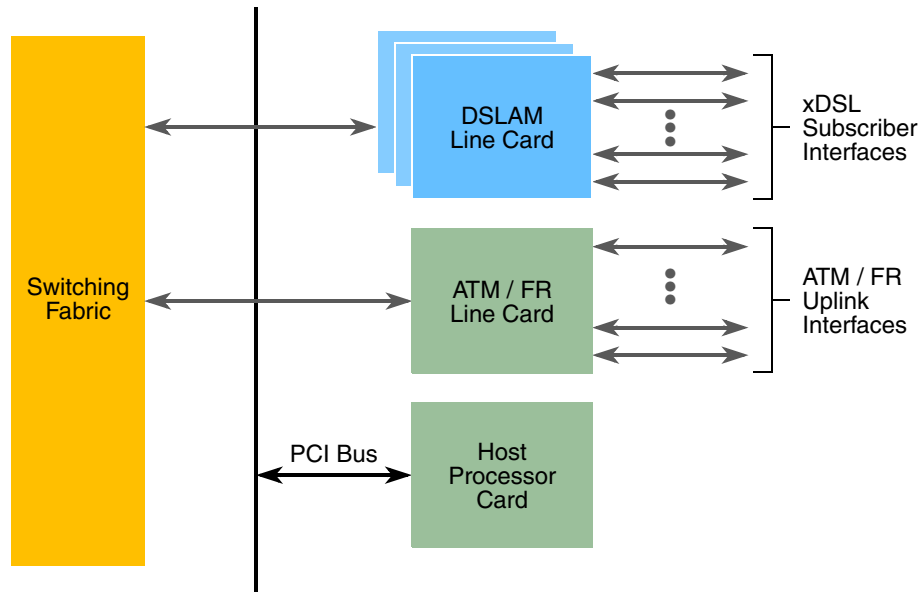 Switching
Fabric
DSLAM
Line Card
xDSL
Subscriber
Interfaces
ATM / FR
Line Card
ATM / FR
Uplink
Interfaces
PCI Bus
Host
Processor
Card